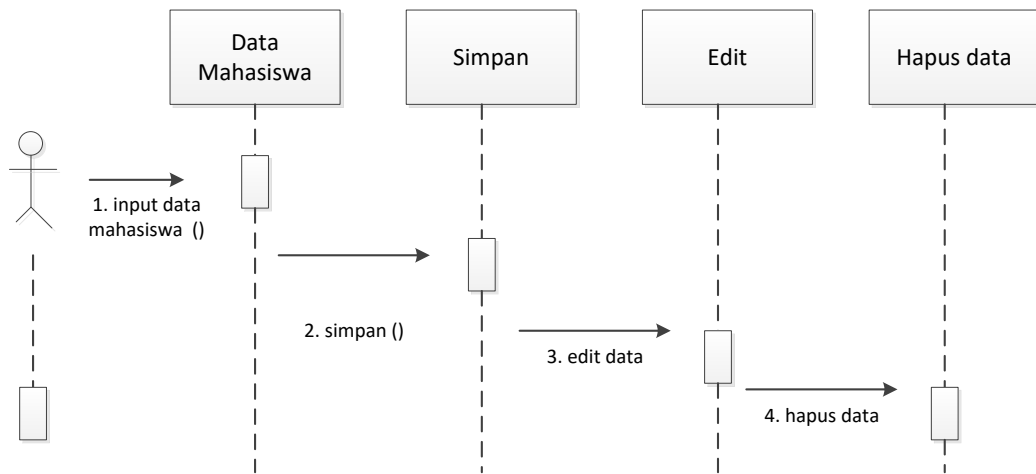 Data
Mahasiswa
Simpan
Edit
Hapus data
1. input data
mahasiswa ()
2. simpan ()
3. edit data
4. hapus data